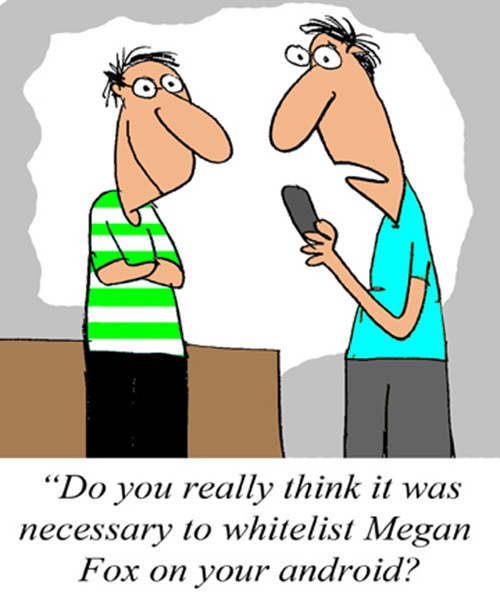 “Do you really think it was
necessary to whitelist Megan
Fox on your android?